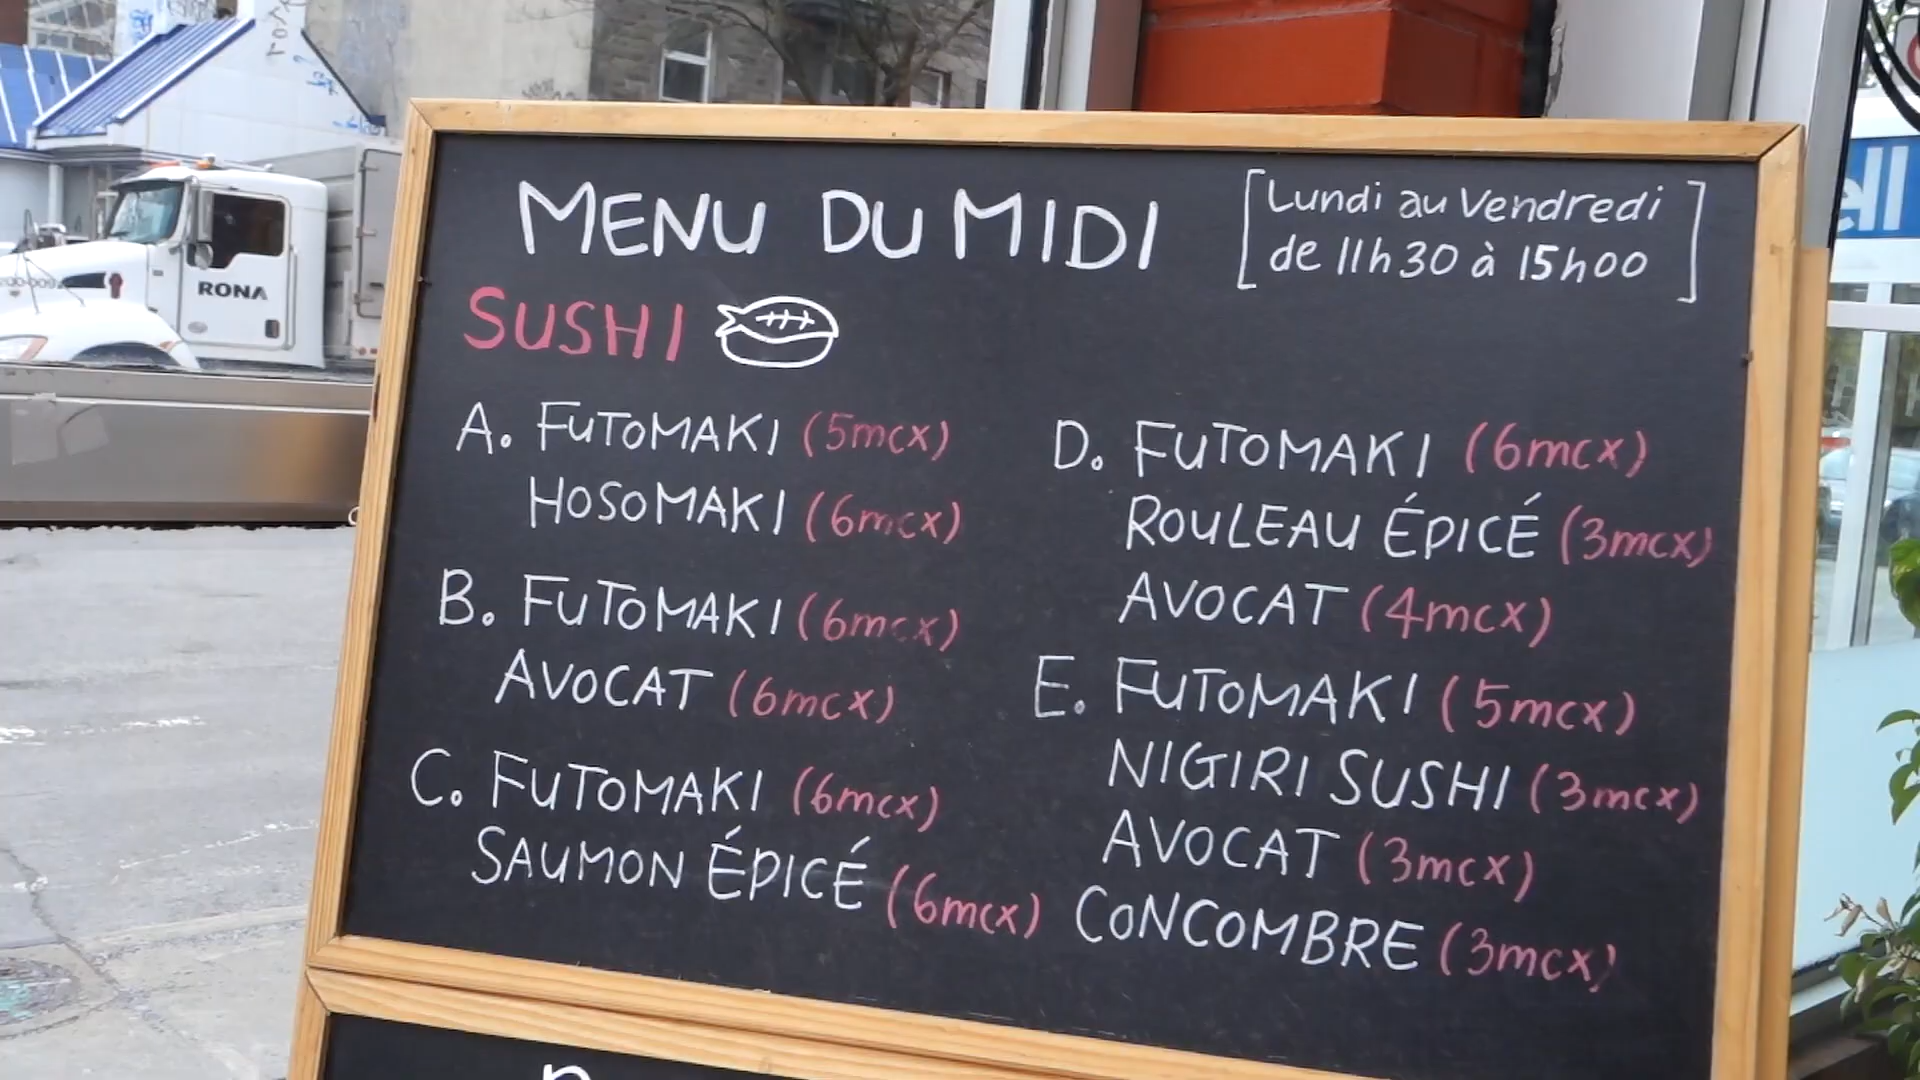 MENU DU MIDI
[Lundi au Vendredi
de 11h30 à 15h00]
SUSHI
A. FUTOMAKI (5mcx)
HOSOMAKI (6mcx)
B. FUTOMAKI (6mcx)
AVOCAT (6mcx)
C. FUTOMAKI (6mcx)
SAUMON ÉPICÉ (6mcx)
D. FUTOMAKI (6mcx)
ROULEAU ÉPICÉ (3mcx)
AVOCAT (4mcx)
E. FUTOMAKI (5mcx)
NIGIRI SUSHI (3mcx)
AVOCAT (3mcx)
CONCOMBRE (3mcx)
RONA